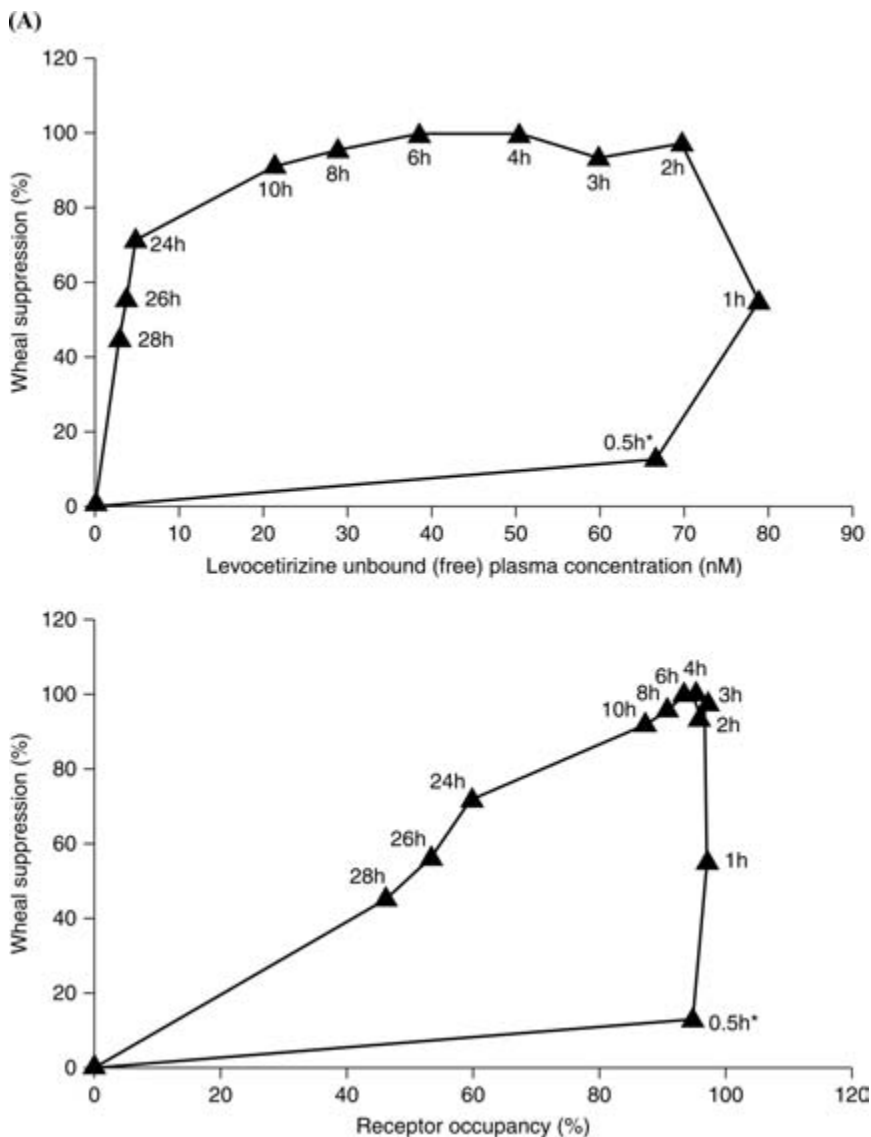 (A)
120
100
80
60
40
20
0
Wheal suppression (%)
28h
26h
24h
10h
8h
6h
4h
3h
2h
1h
0.5h*
0 10 20 30 40 50 60 70 80 90
Levocetirizine unbound (free) plasma concentration (nM)
120
100
80
60
40
20
0
Wheal suppression (%)
28h
26h
24h
10h
8h
6h
4h
3h
2h
1h
0.5h*
0 20 40 60 80 100 120
Receptor occupancy (%)